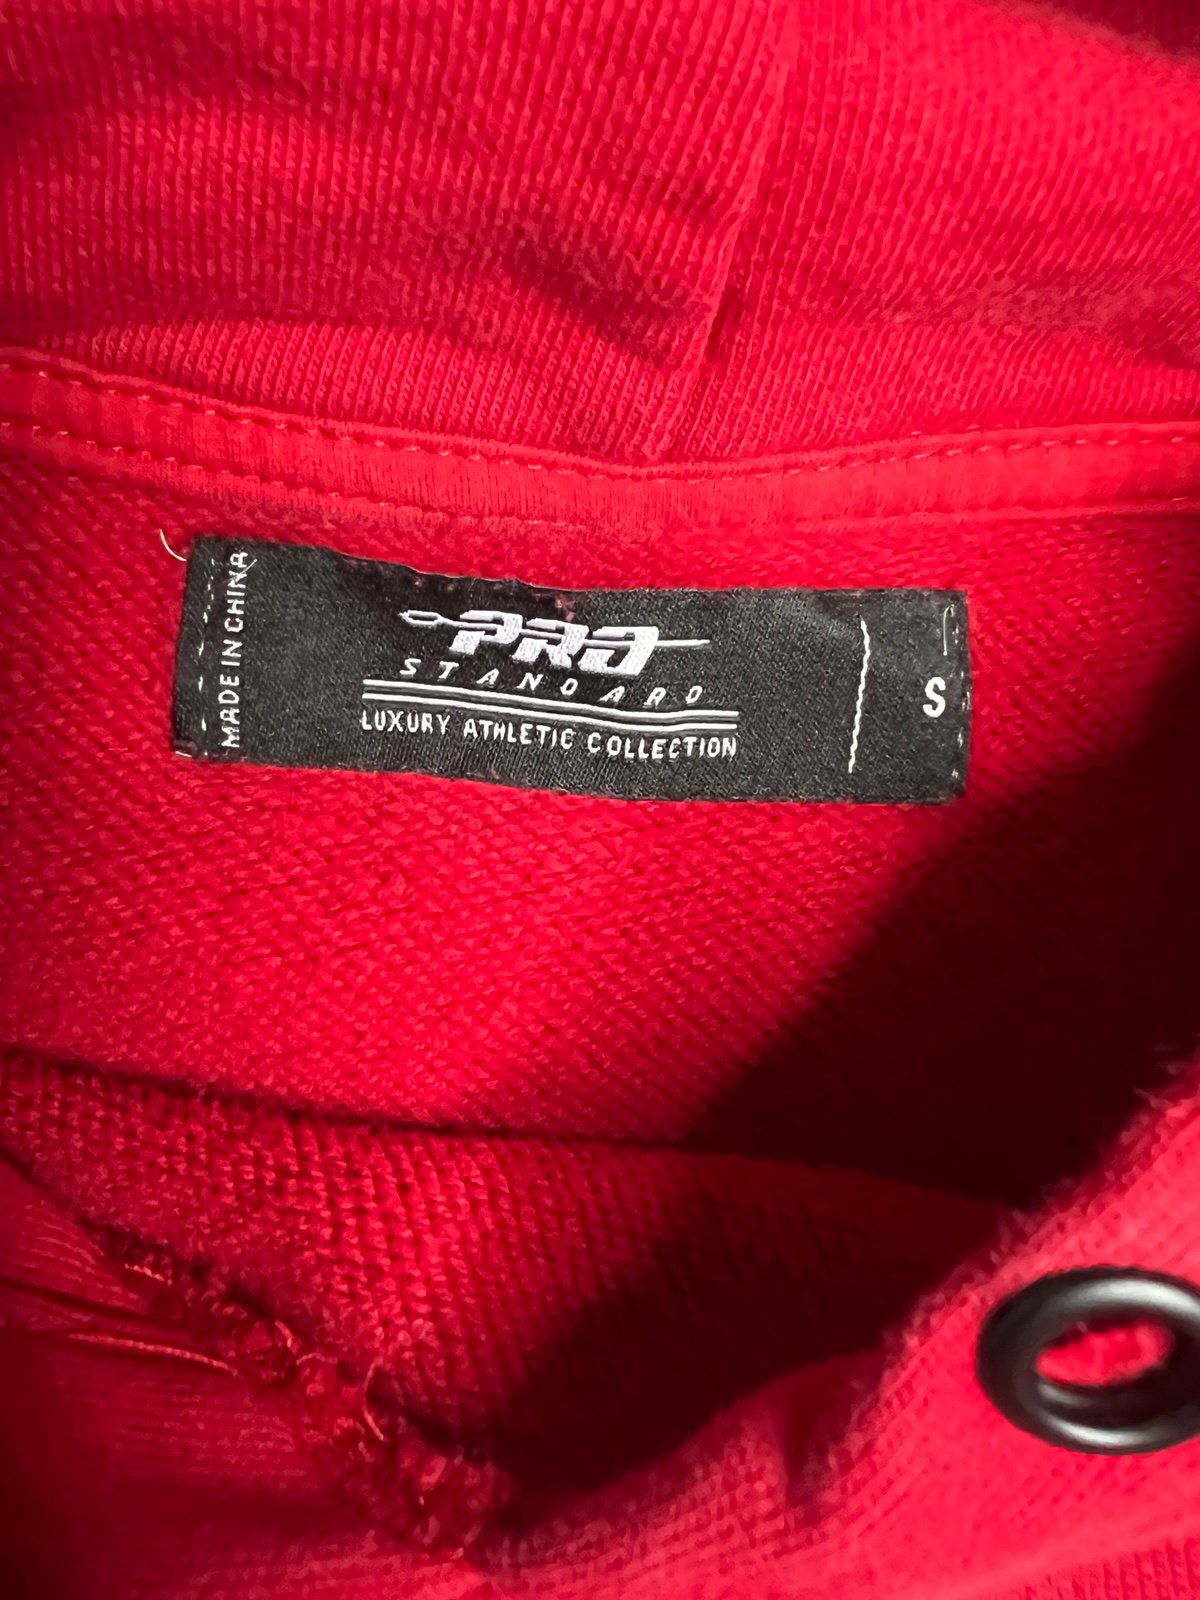 MADE IN CHINA
PRO
STANDARD
LUXURY ATHLETIC COLLECTION
S